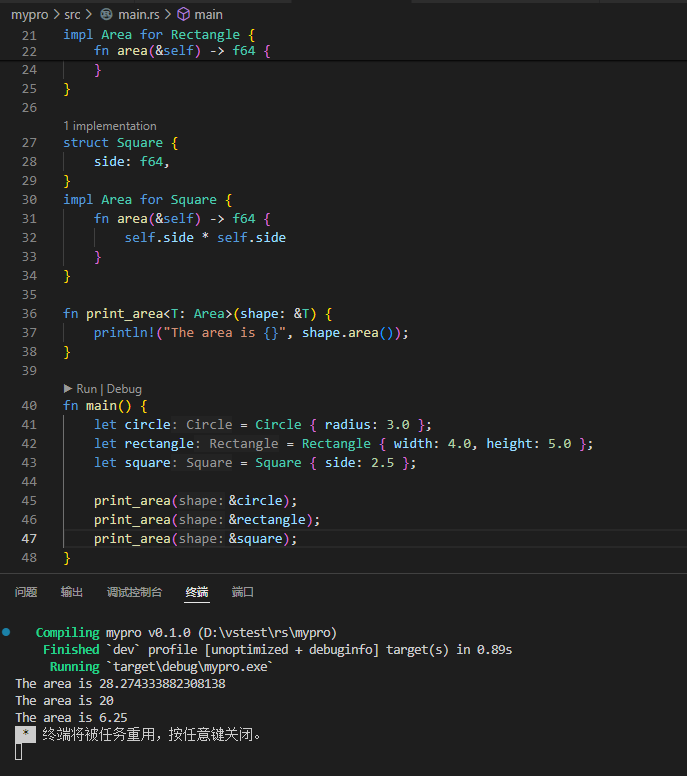 mypro > src > main.rs > main
21 impl Area for Rectangle {
22     fn area(&self) -> f64 {
24     }
25 }
26
1 implementation
27 struct Square {
28     side: f64,
29 }
30 impl Area for Square {
31     fn area(&self) -> f64 {
32         self.side * self.side
33     }
34 }
35
36 fn print_area<T: Area>(shape: &T) {
37     println!("The area is {}", shape.area());
38 }
39
▶ Run | Debug
40 fn main() {
41     let circle: Circle = Circle { radius: 3.0 };
42     let rectangle: Rectangle = Rectangle { width: 4.0, height: 5.0 };
43     let square: Square = Square { side: 2.5 };
44
45     print_area(shape: &circle);
46     print_area(shape: &rectangle);
47     print_area(shape: &square);
48 }
问题 输出 调试控制台 终端 端口
Compiling mypro v0.1.0 (D:\vstest\rs\mypro)
Finished `dev` profile [unoptimized + debuginfo] target(s) in 0.89s
Running `target\debug\mypro.exe`
The area is 28.274333882308138
The area is 20
The area is 6.25
* 终端将被任务重用，按任意键关闭。